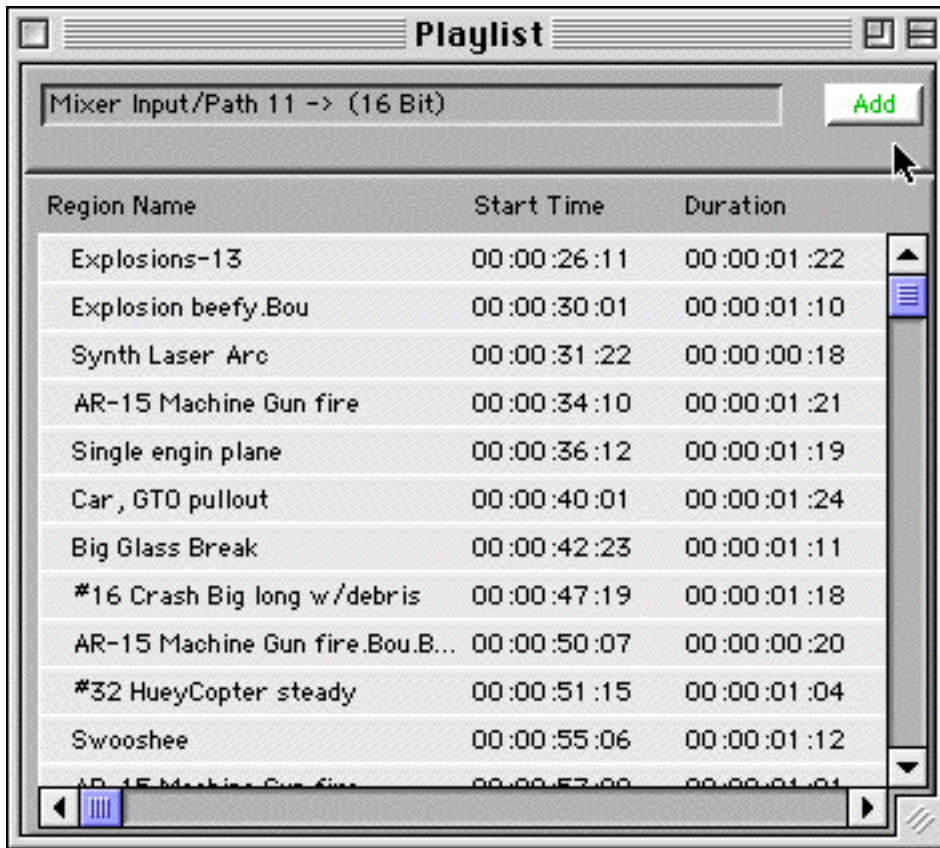 Playlist
Mixer Input/Path 11 -> (16 Bit)
Add
Region Name Start Time Duration
Explosions-13 00:00:26:11 00:00:01:22
Explosion beefy.Bou 00:00:30:01 00:00:01:10
Synth Laser Arc 00:00:31:22 00:00:00:18
AR-15 Machine Gun fire 00:00:34:10 00:00:01:21
Single engin plane 00:00:36:12 00:00:01:19
Car, GTO pullout 00:00:40:01 00:00:01:24
Big Glass Break 00:00:42:23 00:00:01:11
#16 Crash Big long w/debris 00:00:47:19 00:00:01:18
AR-15 Machine Gun fire.Bou.B... 00:00:50:07 00:00:00:20
#32 HueyCopter steady 00:00:51:15 00:00:01:04
Swooshee 00:00:55:06 00:00:01:12
AR-15 Machine Gun fire